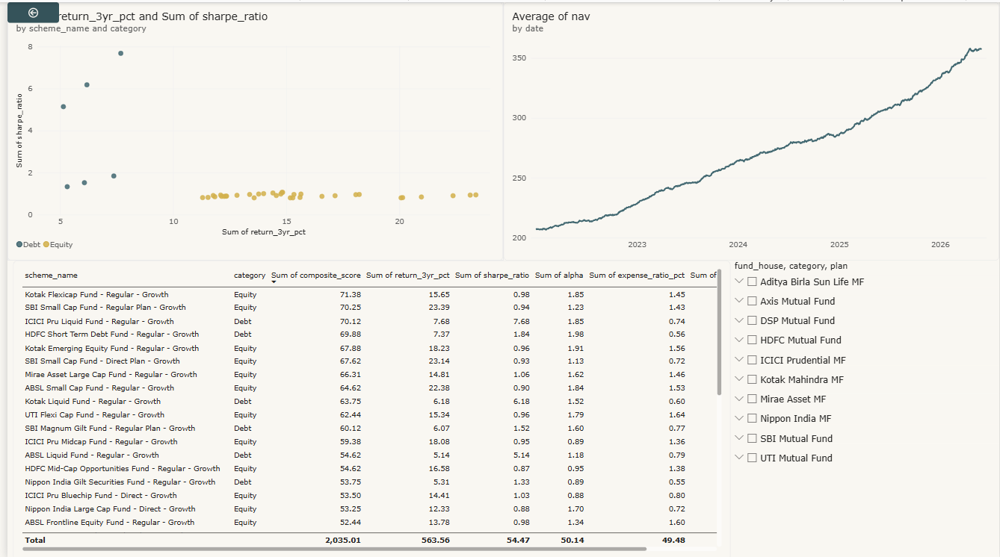 return_3yr_pct and Sum of sharpe_ratio
by scheme_name and category
8
6
4
2
0
Sum of sharpe_ratio
5 10 15 20
Sum of return_3yr_pct
Debt Equity
Average of nav
by date
350
300
250
200
2023 2024 2025 2026
scheme_name category Sum of composite_score Sum of return_3yr_pct Sum of sharpe_ratio Sum of alpha Sum of expense_ratio_pct Sum of
Kotak Flexicap Fund - Regular - Growth Equity 71.38 15.65 0.98 1.85 1.45
SBI Small Cap Fund - Regular Plan - Growth Equity 70.25 23.39 0.94 1.23 1.43
ICICI Pru Liquid Fund - Regular - Growth Debt 70.12 7.68 7.68 1.85 0.74
HDFC Short Term Debt Fund - Regular - Growth Debt 69.88 7.37 1.84 1.98 0.56
Kotak Emerging Equity Fund - Regular - Growth Equity 67.88 18.23 0.96 1.91 1.56
SBI Small Cap Fund - Direct Plan - Growth Equity 67.62 23.14 0.93 1.13 0.72
Mirae Asset Large Cap Fund - Regular - Growth Equity 66.31 14.81 1.06 1.62 1.46
ABSL Small Cap Fund - Regular - Growth Equity 64.62 22.38 0.90 1.84 1.53
Kotak Liquid Fund - Regular - Growth Debt 63.75 6.18 6.18 1.52 0.60
UTI Flexi Cap Fund - Regular - Growth Equity 62.44 15.34 0.96 1.79 1.64
SBI Magnum Gilt Fund - Regular Plan - Growth Debt 60.12 6.07 1.52 1.60 0.77
ICICI Pru Midcap Fund - Regular - Growth Equity 59.38 18.08 0.95 0.89 1.36
ABSL Liquid Fund - Regular - Growth Debt 54.62 5.14 5.14 1.18 0.79
HDFC Mid-Cap Opportunities Fund - Regular - Growth Equity 54.62 16.58 0.87 0.95 1.38
Nippon India Gilt Securities Fund - Regular - Growth Debt 53.75 5.31 1.33 0.89 0.55
ICICI Pru Bluechip Fund - Direct - Growth Equity 53.50 14.41 1.03 0.88 0.80
Nippon India Large Cap Fund - Direct - Growth Equity 53.25 12.33 0.88 1.70 0.72
ABSL Frontline Equity Fund - Regular - Growth Equity 52.44 13.78 0.98 1.34 1.60
Total 2,035.01 563.56 54.47 50.14 49.48
fund_house, category, plan
Aditya Birla Sun Life MF
Axis Mutual Fund
DSP Mutual Fund
HDFC Mutual Fund
ICICI Prudential MF
Kotak Mahindra MF
Mirae Asset MF
Nippon India MF
SBI Mutual Fund
UTI Mutual Fund